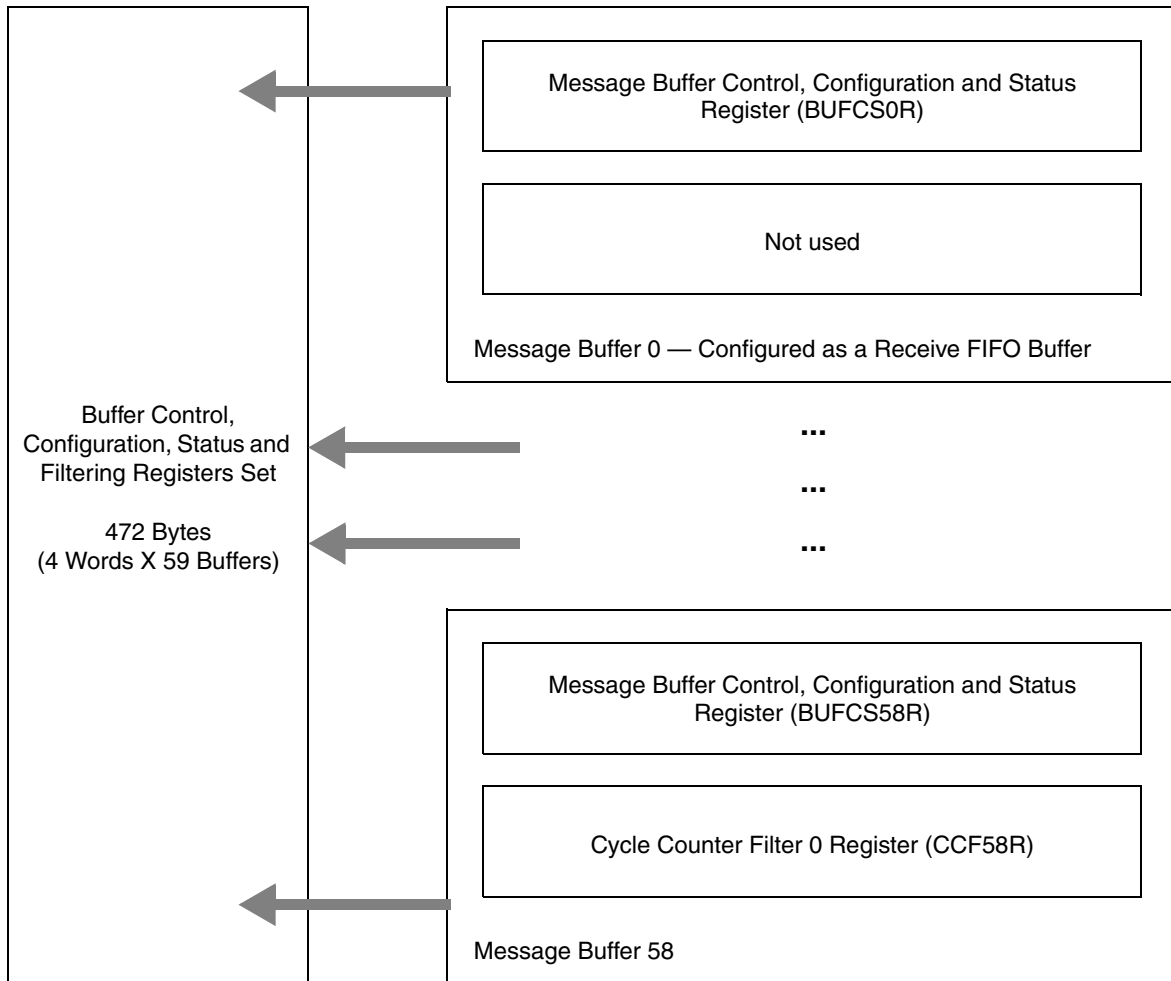 Message Buffer Control, Configuration and Status
Register (BUFCS0R)
Not used
Message Buffer 0 — Configured as a Receive FIFO Buffer
Buffer Control,
Configuration, Status and
Filtering Registers Set
472 Bytes
(4 Words X 59 Buffers)
...
...
...
Message Buffer Control, Configuration and Status
Register (BUFCS58R)
Cycle Counter Filter 0 Register (CCF58R)
Message Buffer 58